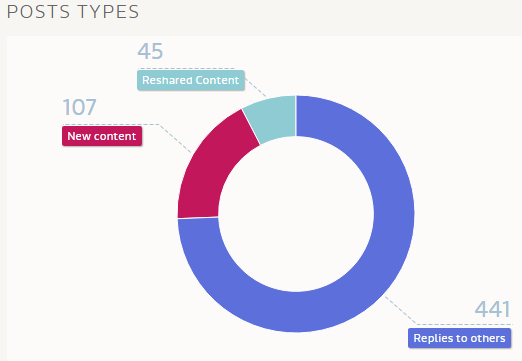 POSTS TYPES
45
Reshared Content
107
New content
441
Replies to others